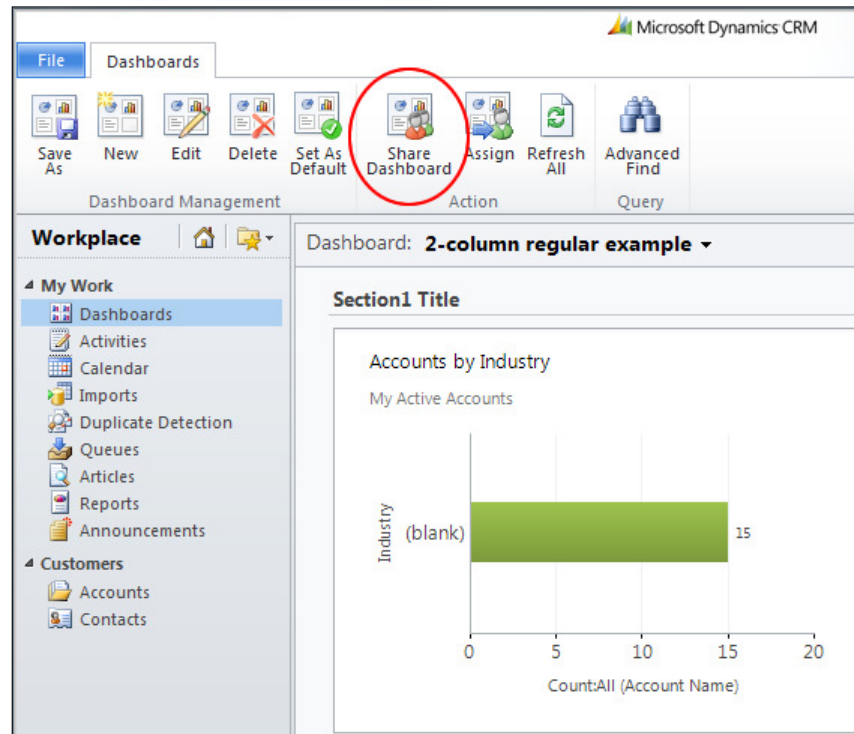 Microsoft Dynamics CRM
File Dashboards
Save As New Edit Delete Set As Default Share Dashboard Assign Refresh All Advanced Find
Dashboard Management Action Query
Workplace
Dashboard: 2-column regular example
My Work
Dashboards
Activities
Calendar
Imports
Duplicate Detection
Queues
Articles
Reports
Announcements
Customers
Accounts
Contacts
Section1 Title
Accounts by Industry
My Active Accounts
Industry
(blank) 15
0 5 10 15 20
Count:All (Account Name)